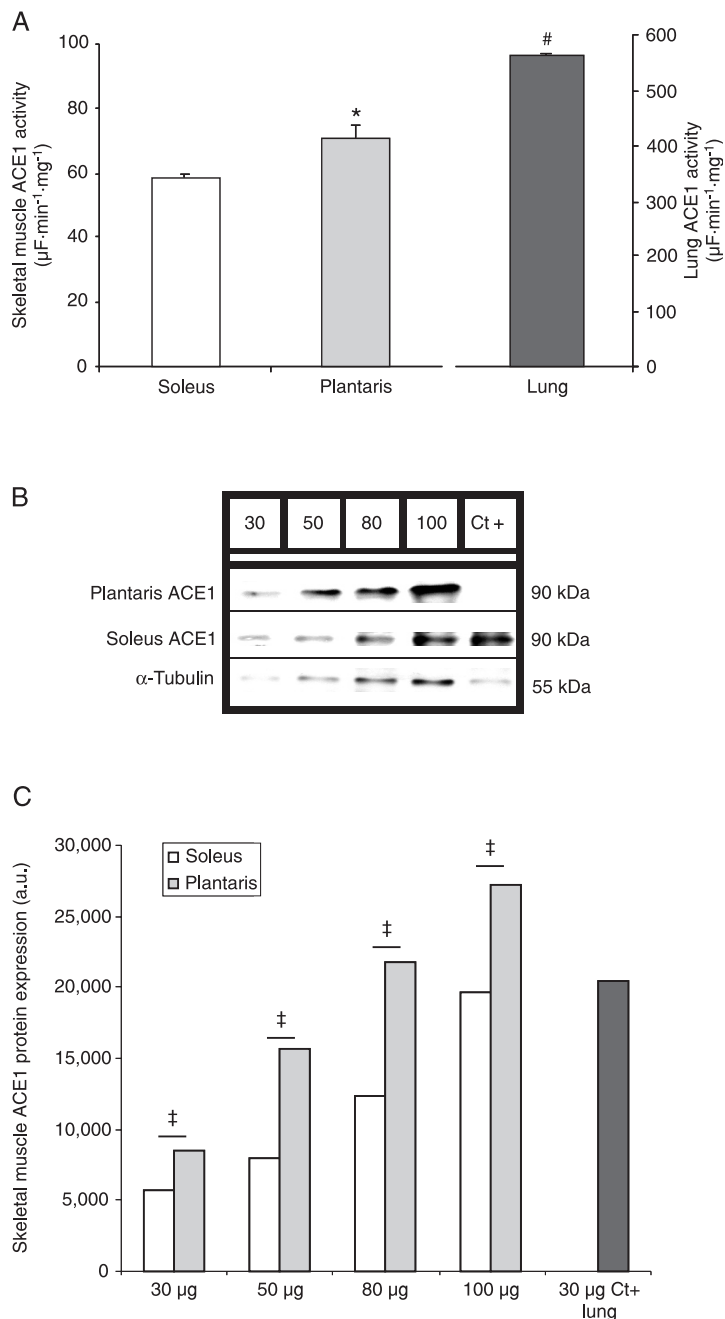 A
Skeletal muscle ACE1 activity
(µF·min⁻¹·mg⁻¹)
100
80
60
40
20
0
*
#
600
500
400
300
200
100
0
Lung ACE1 activity
(µF·min⁻¹·mg⁻¹)
Soleus
Plantaris
Lung
B
30 50 80 100 Ct +
Plantaris ACE1 90 kDa
Soleus ACE1 90 kDa
α-Tubulin 55 kDa
C
Skeletal muscle ACE1 protein expression (a.u.)
30,000
25,000
20,000
15,000
10,000
5,000
0
Soleus
Plantaris
‡
‡
‡
‡
30 µg
50 µg
80 µg
100 µg
30 µg Ct+
lung